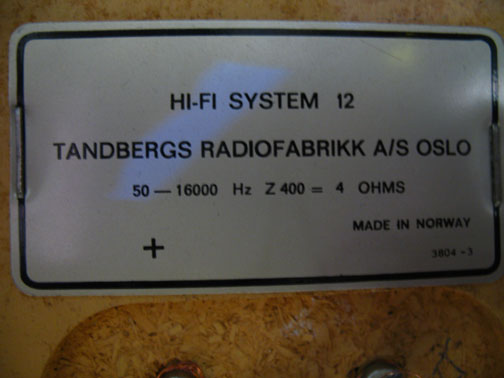 HI-FI SYSTEM 12
TANDBERGS RADIOFABRIKK A/S OSLO
50 — 16000 Hz Z 400 = 4 OHMS
MADE IN NORWAY
+
3804 - 3